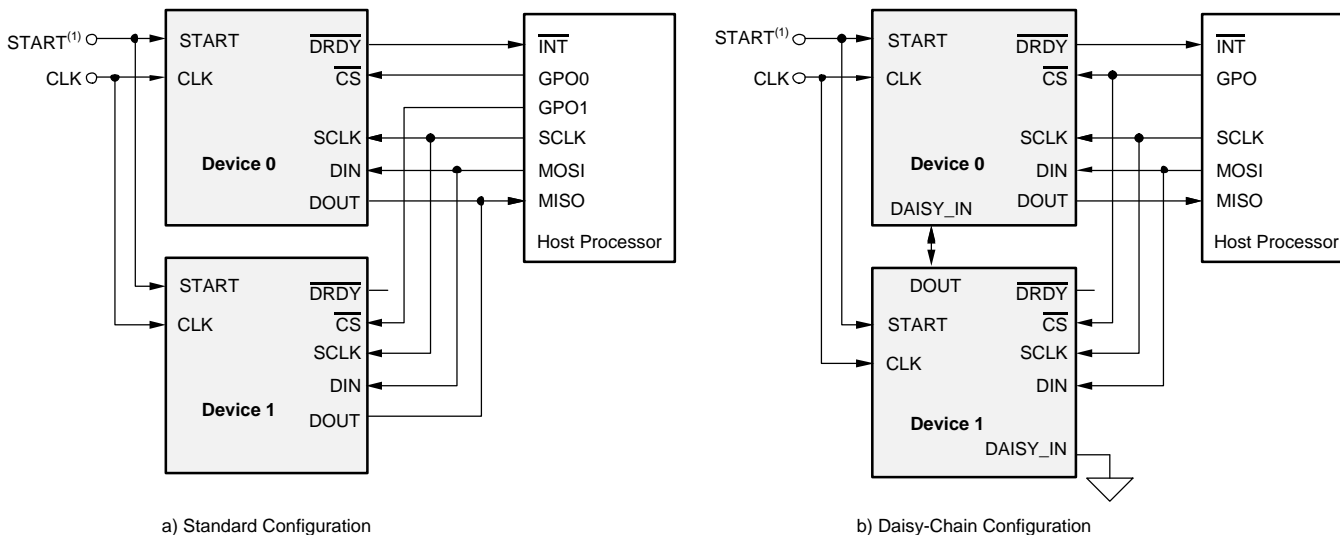 START(1)
CLK
START
CLK
DRDY
CS
SCLK
DIN
DOUT
Device 0
INT
GPO0
GPO1
SCLK
MOSI
MISO
Host Processor
START
CLK
DRDY
CS
SCLK
DIN
DOUT
Device 1
a) Standard Configuration
START(1)
CLK
START
CLK
DRDY
CS
SCLK
DIN
DOUT
Device 0
DAISY_IN
INT
GPO
SCLK
MOSI
MISO
Host Processor
DOUT
START
CLK
DRDY
CS
SCLK
DIN
Device 1
DAISY_IN
b) Daisy-Chain Configuration